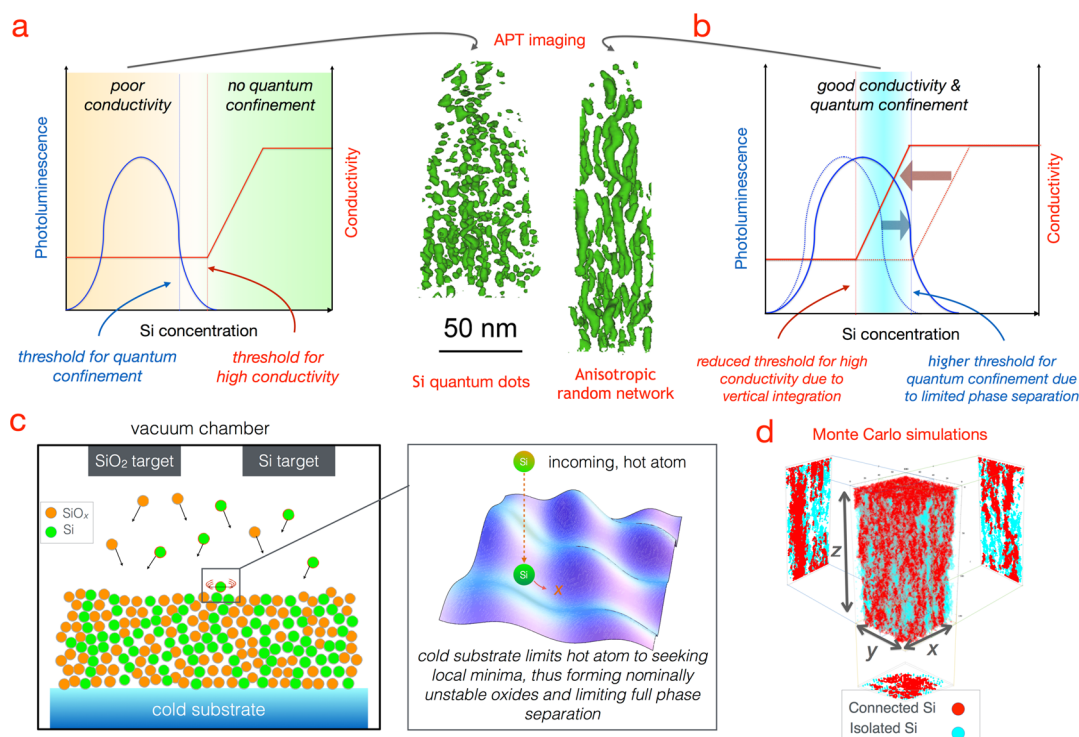 a
APT imaging
b
poor
conductivity
no quantum
confinement
Photoluminescence
Conductivity
Si concentration
threshold for quantum
confinement
threshold for
high conductivity
50 nm
Si quantum dots
Anisotropic
random network
good conductivity &
quantum confinement
Photoluminescence
Conductivity
Si concentration
reduced threshold for high
conductivity due to
vertical integration
higher threshold for
quantum confinement due
to limited phase separation
c
vacuum chamber
SiO₂ target
Si target
SiOₓ
Si
cold substrate
Si
incoming, hot atom
Si
x
cold substrate limits hot atom to seeking
local minima, thus forming nominally
unstable oxides and limiting full phase
separation
d
Monte Carlo simulations
z
y
x
Connected Si
Isolated Si